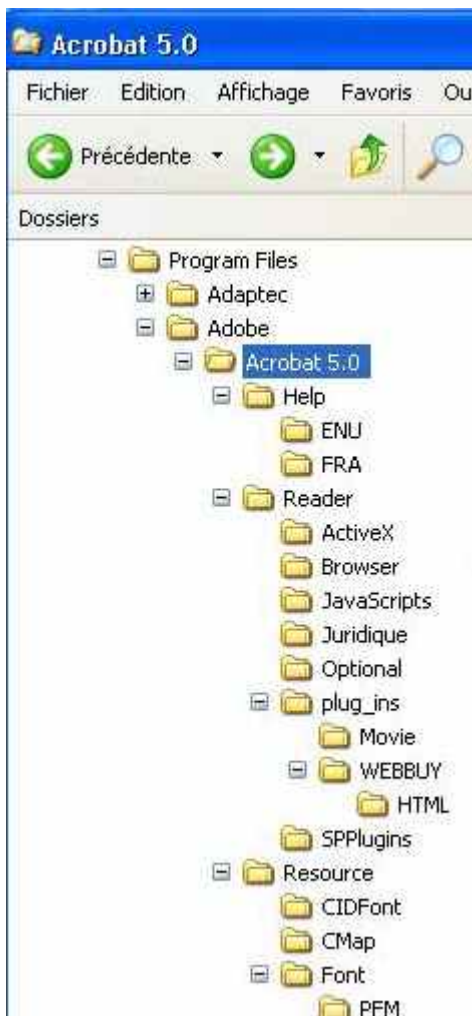 Acrobat 5.0
Fichier Edition Affichage Favoris Ou
Précédente
Dossiers
Program Files
Adaptec
Adobe
Acrobat 5.0
Help
ENU
FRA
Reader
ActiveX
Browser
JavaScripts
Juridique
Optional
plug_ins
Movie
WEBBUY
HTML
SPPlugins
Resource
CIDFont
CMap
Font
PFM